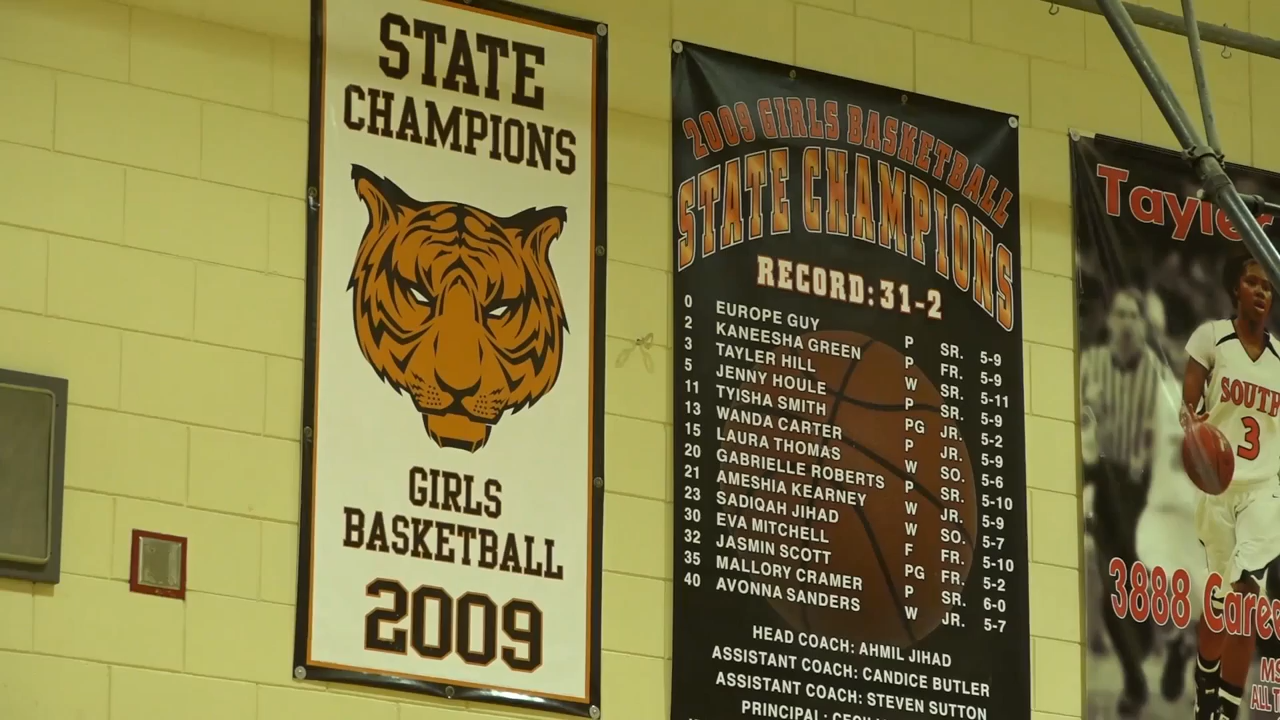 STATE
CHAMPIONS
GIRLS
BASKETBALL
2009
2009 GIRLS BASKETBALL
STATE CHAMPIONS
RECORD: 31-2
0 EUROPE GUY P SR. 5-9
2 KANEESHA GREEN P FR. 5-9
3 TAYLER HILL W SR. 5-11
5 JENNY HOULE P SR. 5-9
11 TYISHA SMITH PG JR. 5-2
13 WANDA CARTER P JR. 5-9
15 LAURA THOMAS W SO. 5-6
20 GABRIELLE ROBERTS P SR. 5-10
21 AMESHIA KEARNEY W JR. 5-9
23 SADIQAH JIHAD W SO. 5-7
30 EVA MITCHELL F FR. 5-10
32 JASMIN SCOTT PG FR. 5-2
35 MALLORY CRAMER P SR. 6-0
40 AVONNA SANDERS W JR. 5-7
HEAD COACH: AHMIL JIHAD
ASSISTANT COACH: CANDICE BUTLER
ASSISTANT COACH: STEVEN SUTTON
PRINCIPAL:
Tayler
SOUTH
3
3888 Caree